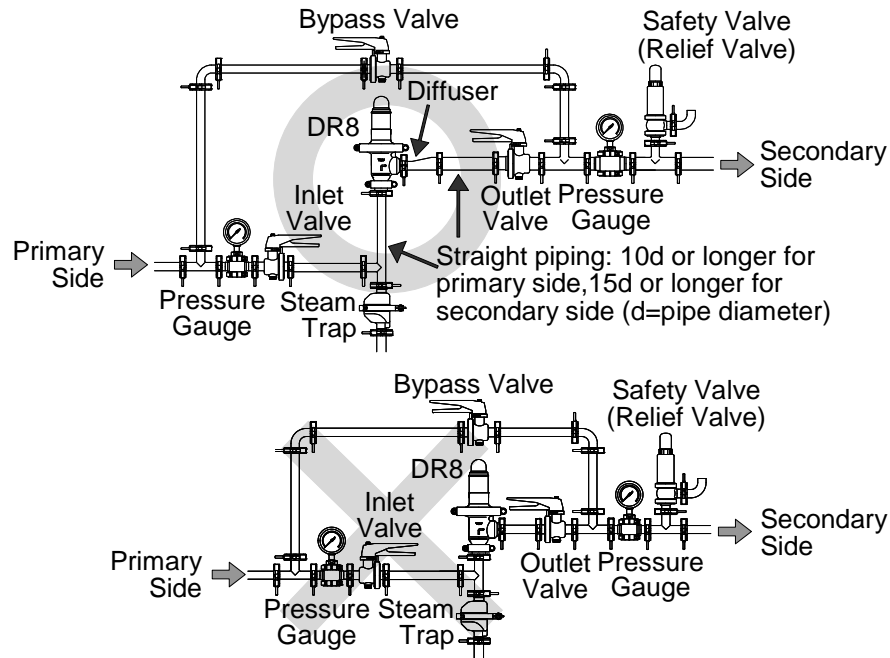 Bypass Valve
Safety Valve
(Relief Valve)
Diffuser
DR8
Inlet
Valve
Outlet
Valve
Pressure
Gauge
Secondary
Side
Primary
Side
Pressure
Gauge
Steam
Trap
Straight piping: 10d or longer for
primary side,15d or longer for
secondary side (d=pipe diameter)
Bypass Valve
Safety Valve
(Relief Valve)
DR8
Inlet
Valve
Secondary
Side
Primary
Side
Outlet
Valve
Pressure
Gauge
Pressure
Gauge
Steam
Trap